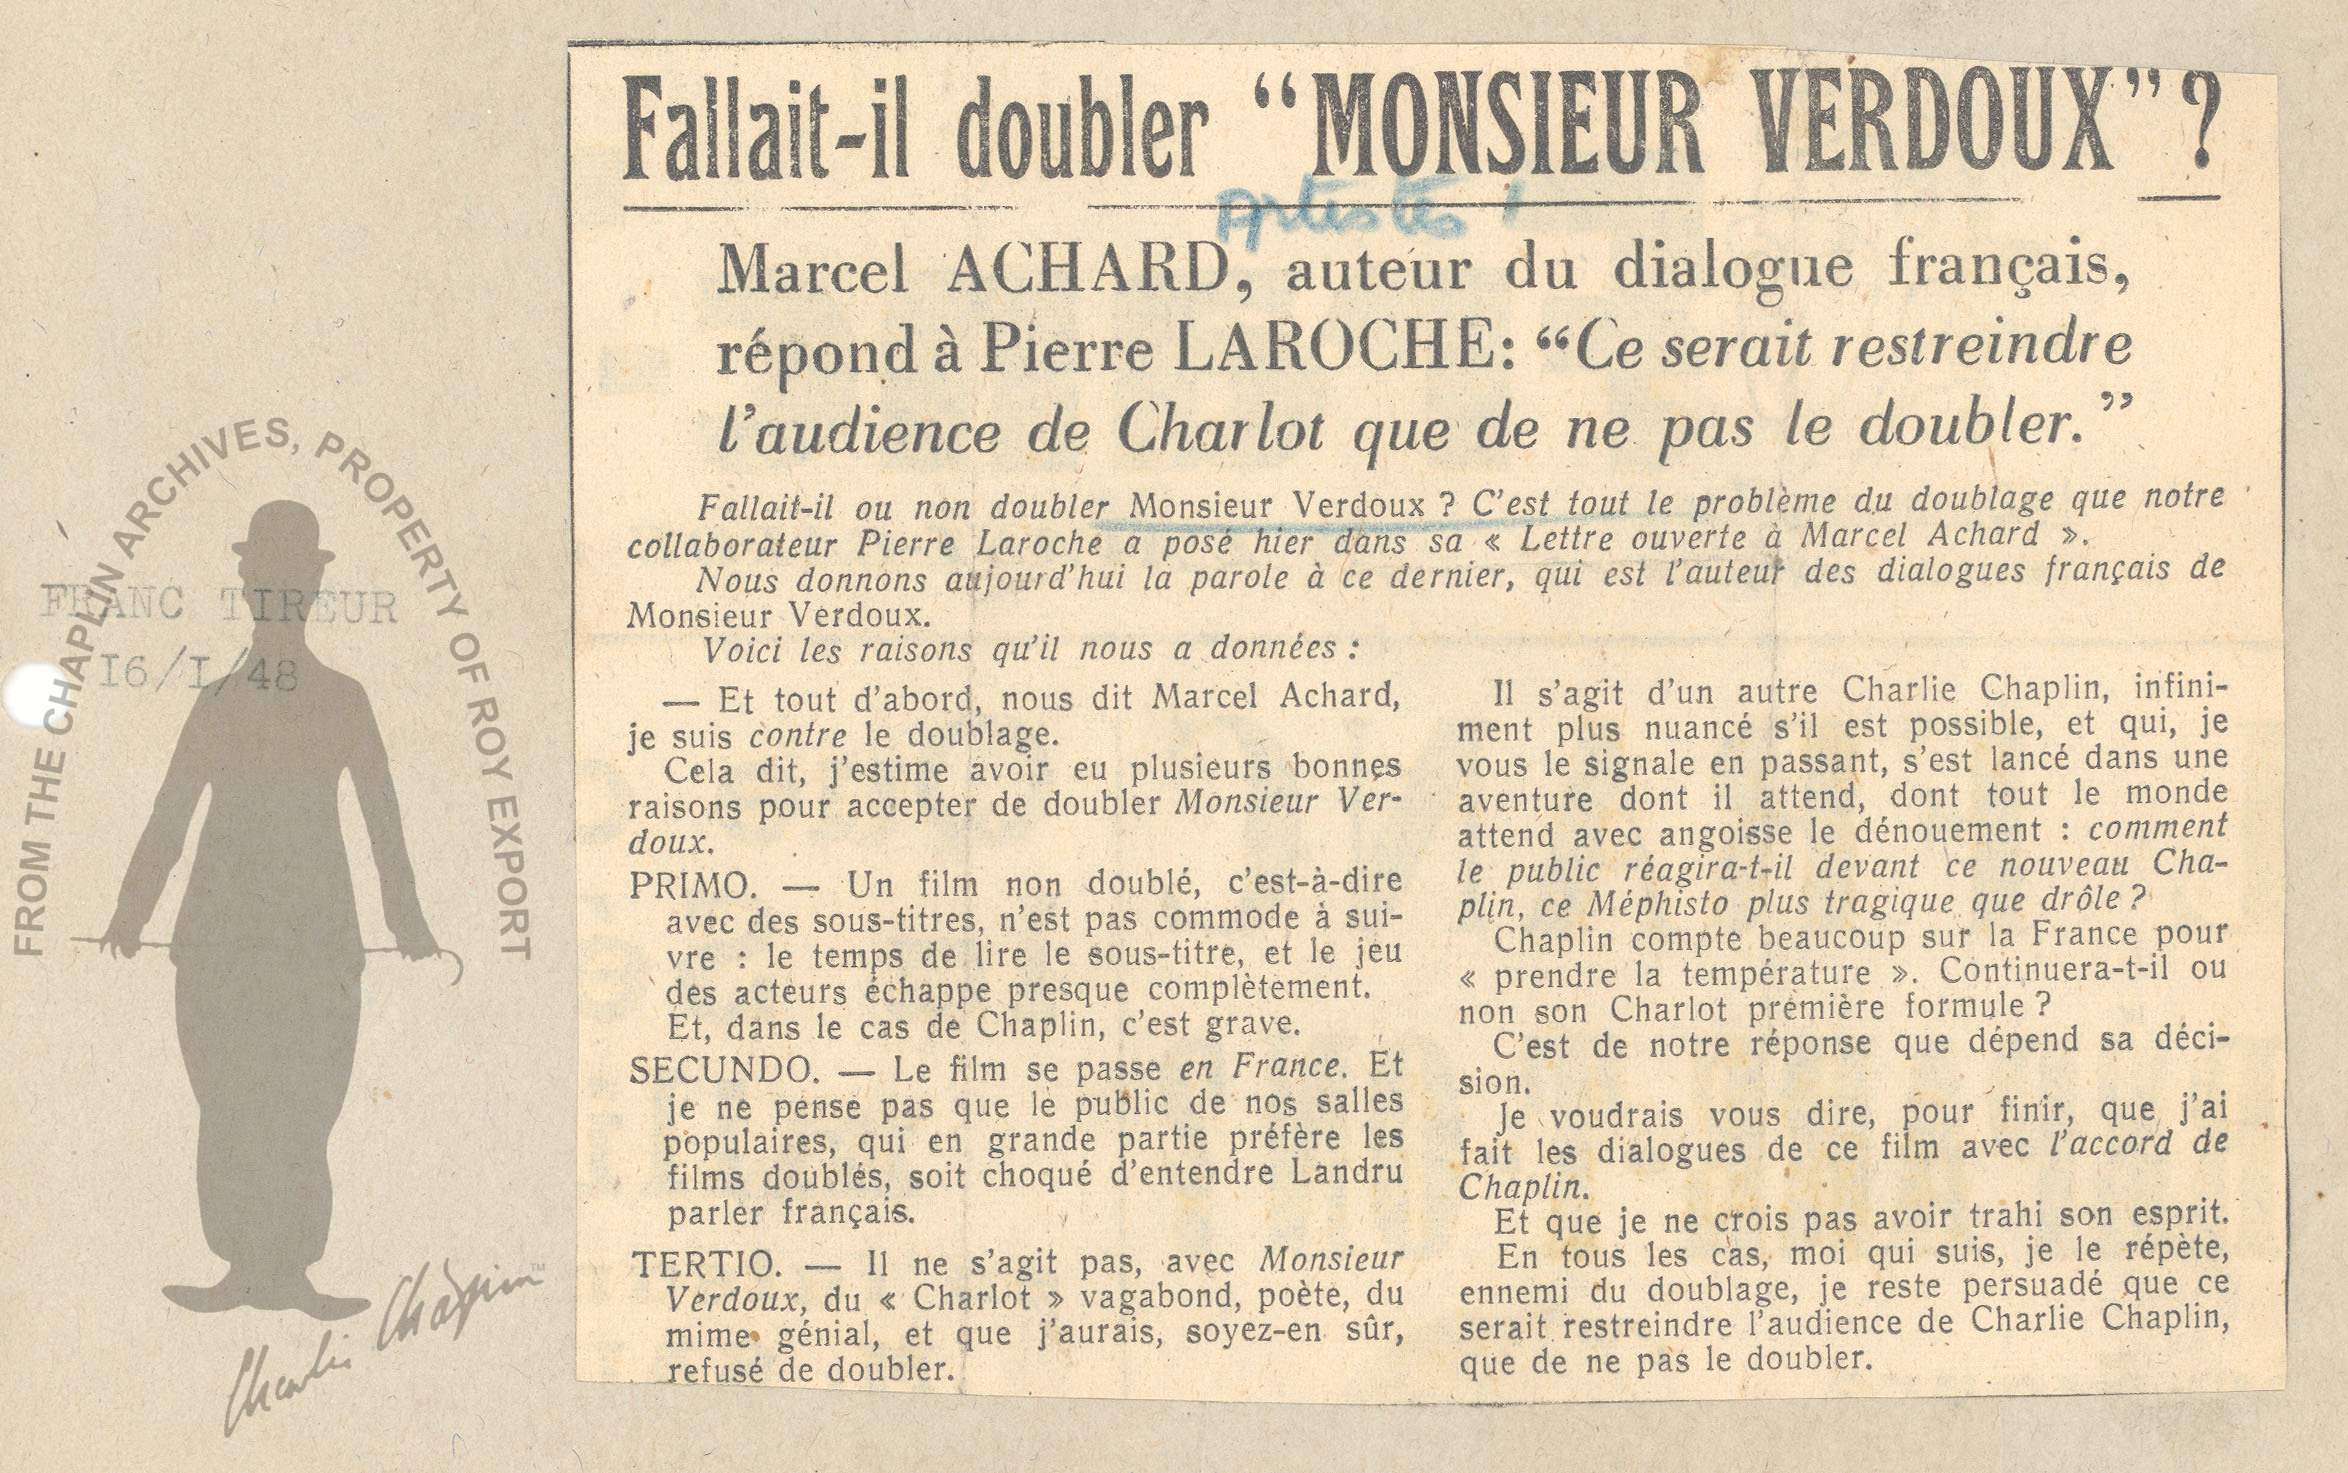 Fallait-il doubler “MONSIEUR VERDOUX” ?
Artistes !
Marcel ACHARD, auteur du dialogue français,
répond à Pierre LAROCHE: “Ce serait restreindre
l’audience de Charlot que de ne pas le doubler.”
Fallait-il ou non doubler Monsieur Verdoux ? C’est tout le problème du doublage que notre
collaborateur Pierre Laroche a posé hier dans sa « Lettre ouverte à Marcel Achard ».
Nous donnons aujourd’hui la parole à ce dernier, qui est l’auteur des dialogues français de
Monsieur Verdoux.
Voici les raisons qu’il nous a données :
— Et tout d’abord, nous dit Marcel Achard,
je suis contre le doublage.
Cela dit, j’estime avoir eu plusieurs bonnes
raisons pour accepter de doubler Monsieur Ver-
doux.
PRIMO. — Un film non doublé, c’est-à-dire
avec des sous-titres, n’est pas commode à sui-
vre : le temps de lire le sous-titre, et le jeu
des acteurs échappe presque complètement.
Et, dans le cas de Chaplin, c’est grave.
SECUNDO. — Le film se passe en France. Et
je ne pense pas que le public de nos salles
populaires, qui en grande partie préfère les
films doublés, soit choqué d’entendre Landru
parler français.
TERTIO. — Il ne s’agit pas, avec Monsieur
Verdoux, du « Charlot » vagabond, poète, du
mime génial, et que j’aurais, soyez-en sûr,
refusé de doubler.
Il s’agit d’un autre Charlie Chaplin, infini-
ment plus nuancé s’il est possible, et qui, je
vous le signale en passant, s’est lancé dans une
aventure dont il attend, dont tout le monde
attend avec angoisse le dénouement : comment
le public réagira-t-il devant ce nouveau Cha-
plin, ce Méphisto plus tragique que drôle ?
Chaplin compte beaucoup sur la France pour
« prendre la température ». Continuera-t-il ou
non son Charlot première formule ?
C’est de notre réponse que dépend sa déci-
sion.
Je voudrais vous dire, pour finir, que j’ai
fait les dialogues de ce film avec l’accord de
Chaplin.
Et que je ne crois pas avoir trahi son esprit.
En tous les cas, moi qui suis, je le répète,
ennemi du doublage, je reste persuadé que ce
serait restreindre l’audience de Charlie Chaplin,
que de ne pas le doubler.
FRANC TIREUR
16/1/48
FROM THE CHAPLIN ARCHIVES, PROPERTY OF ROY EXPORT
Charlie Chaplin™